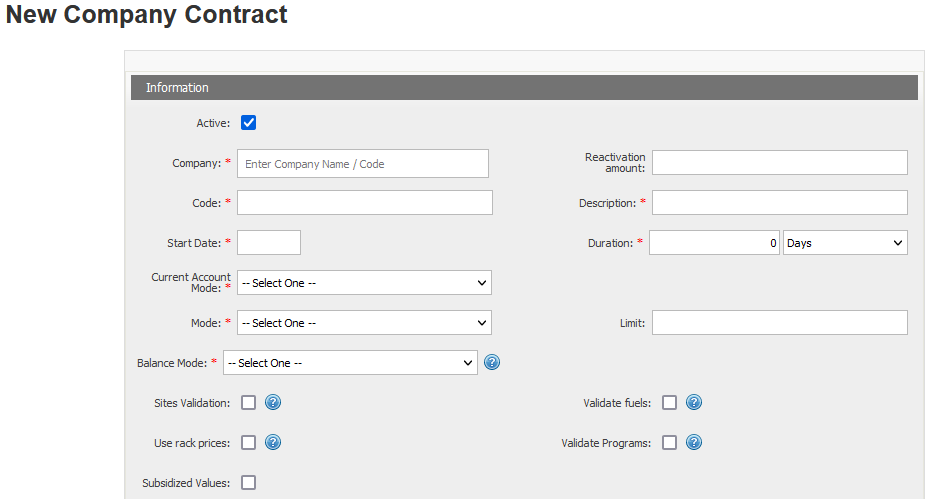 New Company Contract
Information
Active:
Company: * Enter Company Name / Code
Reactivation
amount:
Code: *
Description: *
Start Date: *
Duration: * 0 Days
Current Account
Mode: * -- Select One --
Mode: * -- Select One --
Limit:
Balance Mode: * -- Select One -- ?
Sites Validation: ?
Validate fuels: ?
Use rack prices: ?
Validate Programs: ?
Subsidized Values: